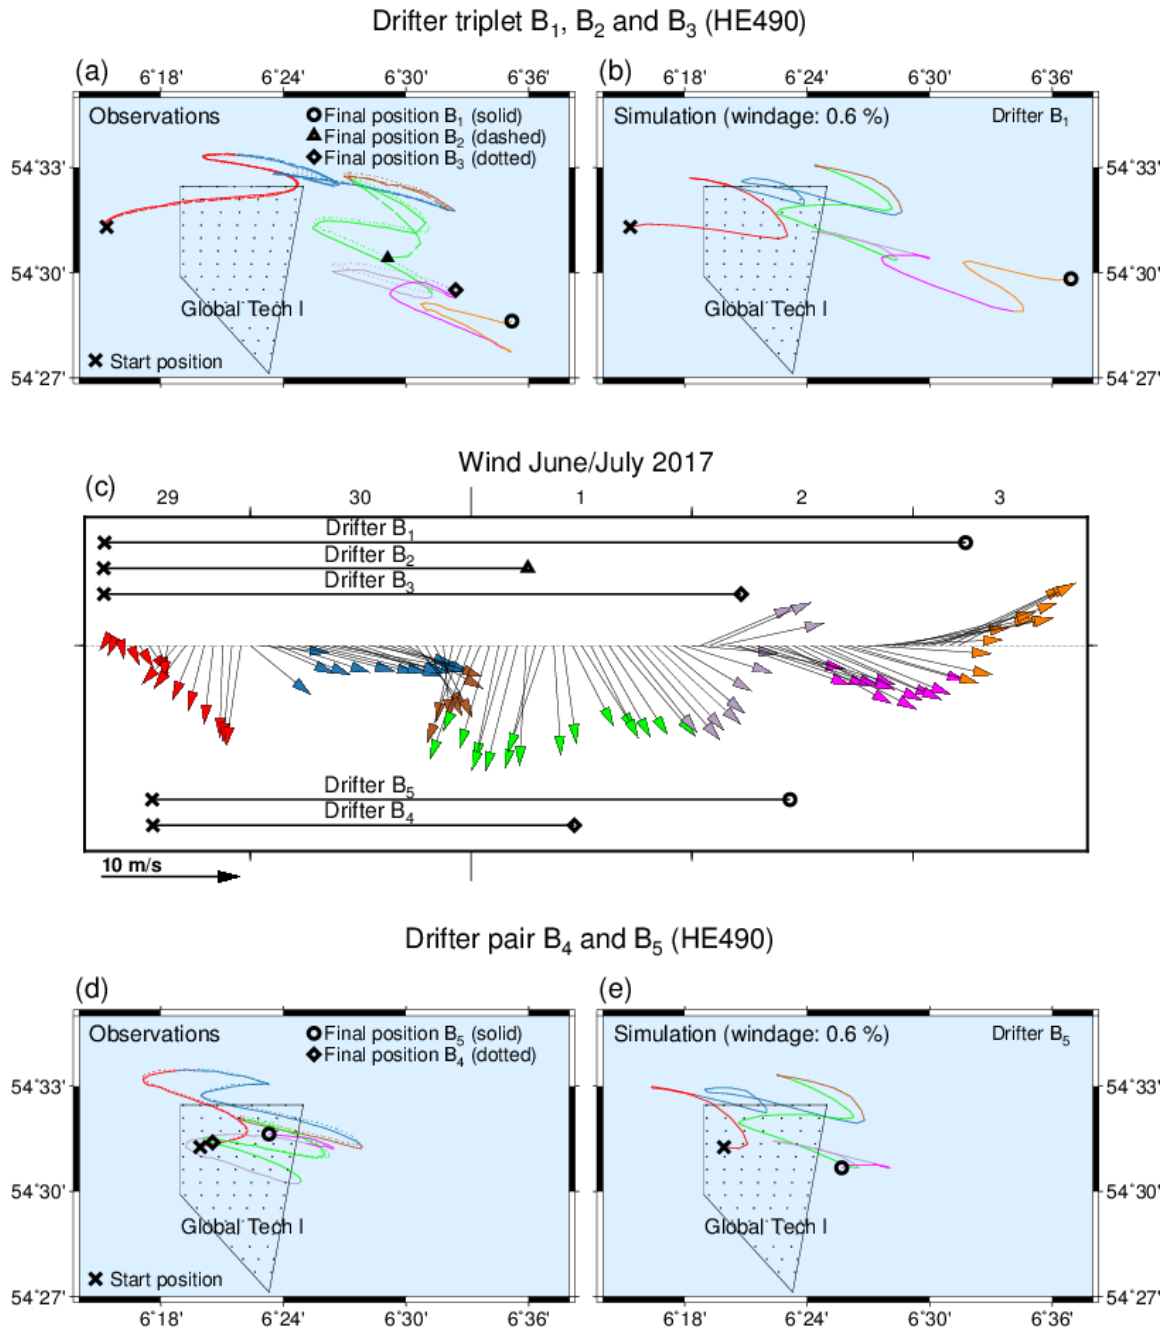 Drifter triplet B1, B2 and B3 (HE490)
(a)
6°18' 6°24' 6°30' 6°36'
(b)
6°18' 6°24' 6°30' 6°36'
Observations
Final position B1 (solid)
Final position B2 (dashed)
Final position B3 (dotted)
Simulation (windage: 0.6 %)
Drifter B1
54°33'
54°33'
54°30'
54°30'
Global Tech I
Global Tech I
Start position
54°27'
54°27'
Wind June/July 2017
(c)
29 30 1 2 3
Drifter B1
Drifter B2
Drifter B3
Drifter B5
Drifter B4
10 m/s
Drifter pair B4 and B5 (HE490)
(d)
(e)
Observations
Final position B5 (solid)
Final position B4 (dotted)
Simulation (windage: 0.6 %)
Drifter B5
54°33'
54°33'
54°30'
54°30'
Global Tech I
Global Tech I
Start position
54°27'
54°27'
6°18' 6°24' 6°30' 6°36'
6°18' 6°24' 6°30' 6°36'